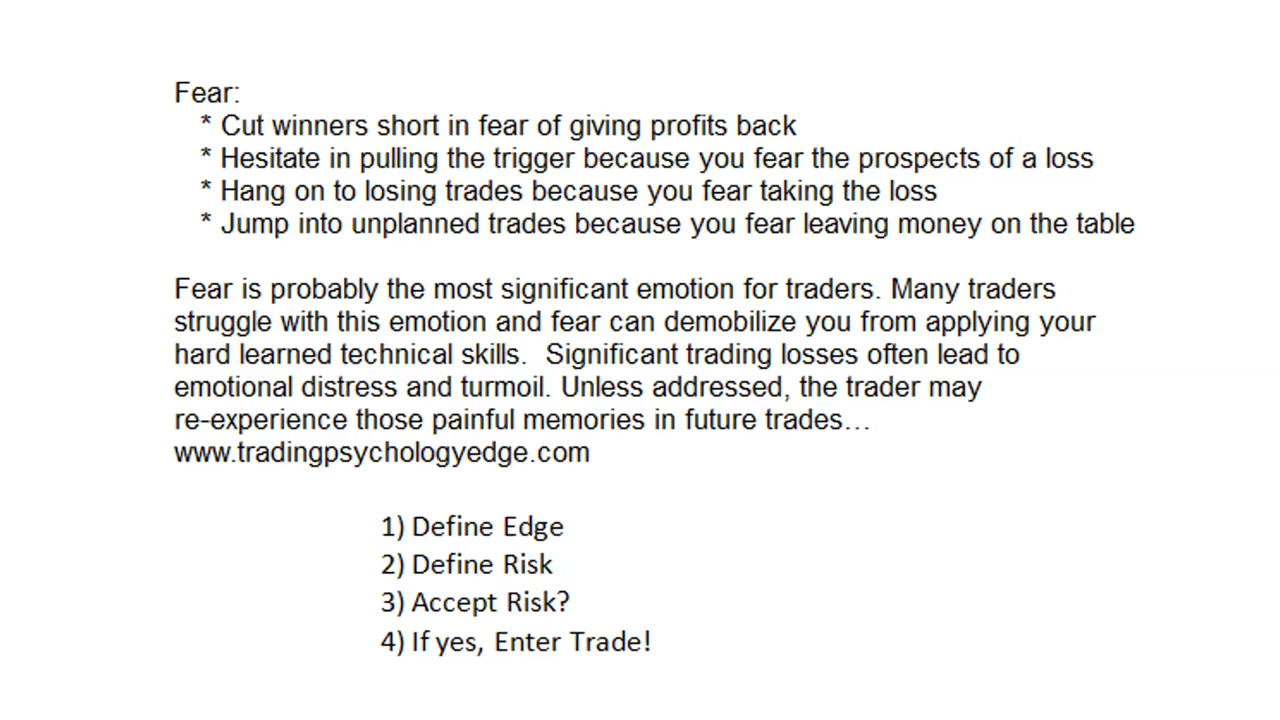 Fear:
* Cut winners short in fear of giving profits back
* Hesitate in pulling the trigger because you fear the prospects of a loss
* Hang on to losing trades because you fear taking the loss
* Jump into unplanned trades because you fear leaving money on the table
Fear is probably the most significant emotion for traders. Many traders
struggle with this emotion and fear can demobilize you from applying your
hard learned technical skills.  Significant trading losses often lead to
emotional distress and turmoil. Unless addressed, the trader may
re-experience those painful memories in future trades…
www.tradingpsychologyedge.com
1) Define Edge
2) Define Risk
3) Accept Risk?
4) If yes, Enter Trade!